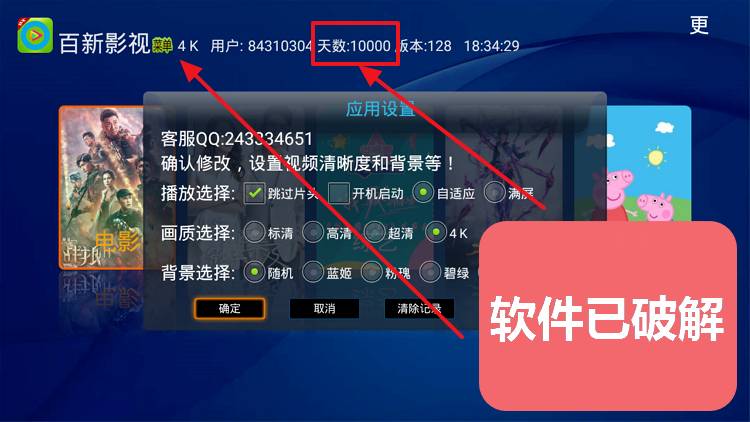 百新影视 菜单 4 K 用户: 84310304 天数:10000 版本:128 18:34:29
更
应用设置
客服QQ:243334651
确认修改，设置视频清晰度和背景等！
播放选择: 跳过片头 开机启动 自适应 满屏
画质选择: 标清 高清 超清 4 K
背景选择: 随机 蓝姬 粉瑰 碧绿
电影
确定 取消 清除记录
软件已破解